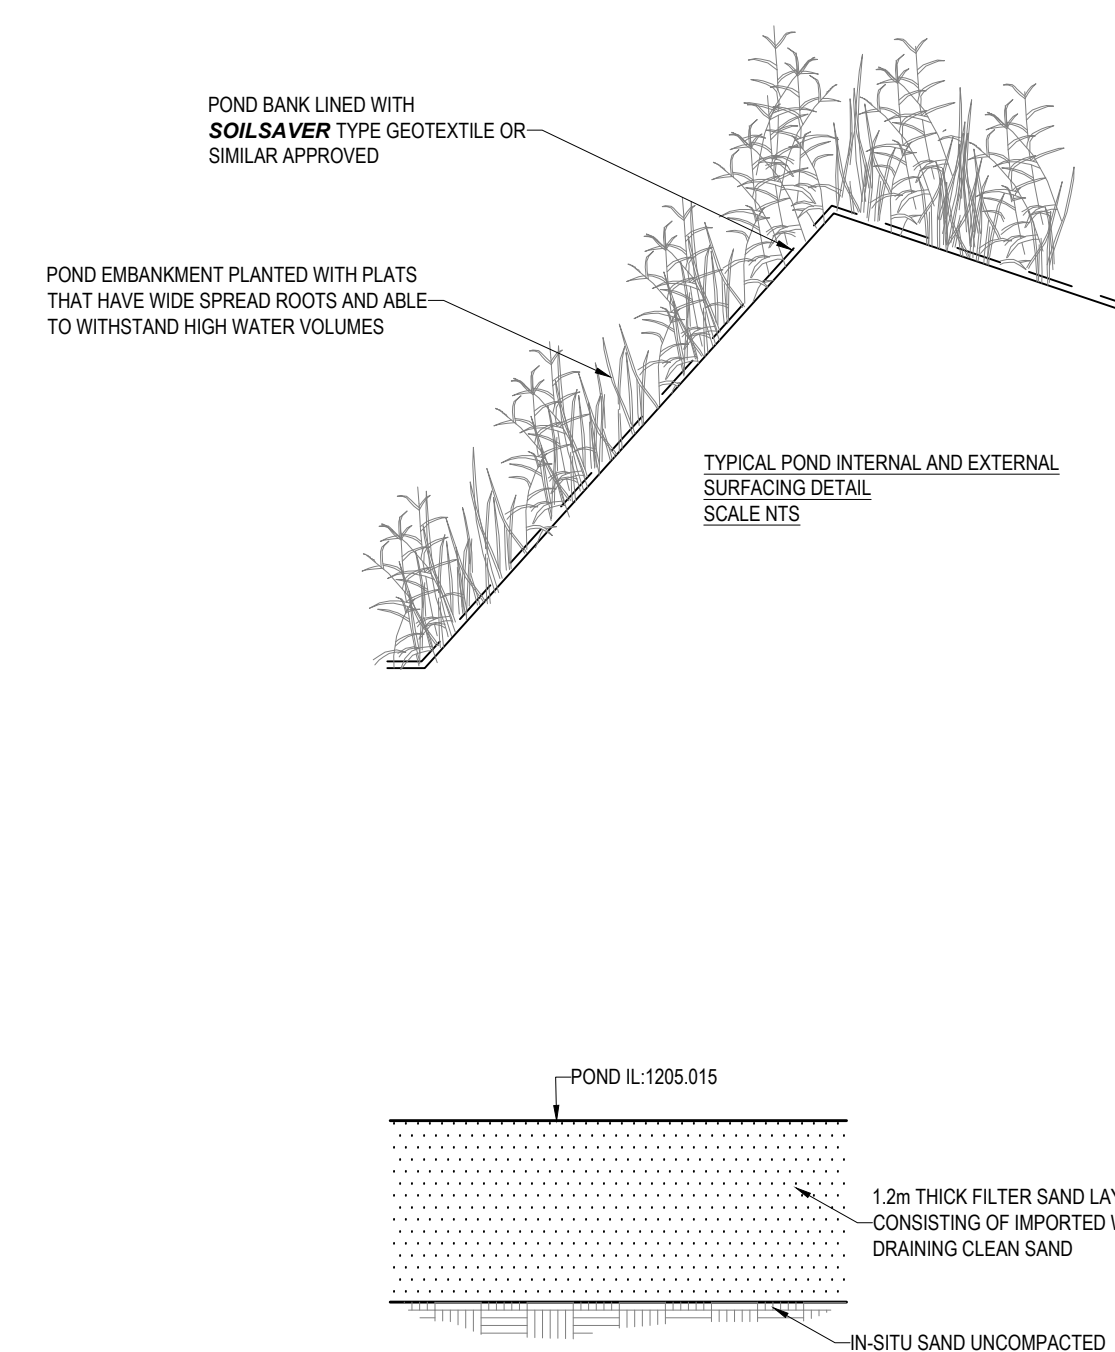 POND BANK LINED WITH
SOILSAVER TYPE GEOTEXTILE OR
SIMILAR APPROVED
POND EMBANKMENT PLANTED WITH PLATS
THAT HAVE WIDE SPREAD ROOTS AND ABLE
TO WITHSTAND HIGH WATER VOLUMES
TYPICAL POND INTERNAL AND EXTERNAL
SURFACING DETAIL
SCALE NTS
POND IL:1205.015
1.2m THICK FILTER SAND
CONSISTING OF IMPORTED
DRAINING CLEAN SAND
IN-SITU SAND UNCOMPACTED